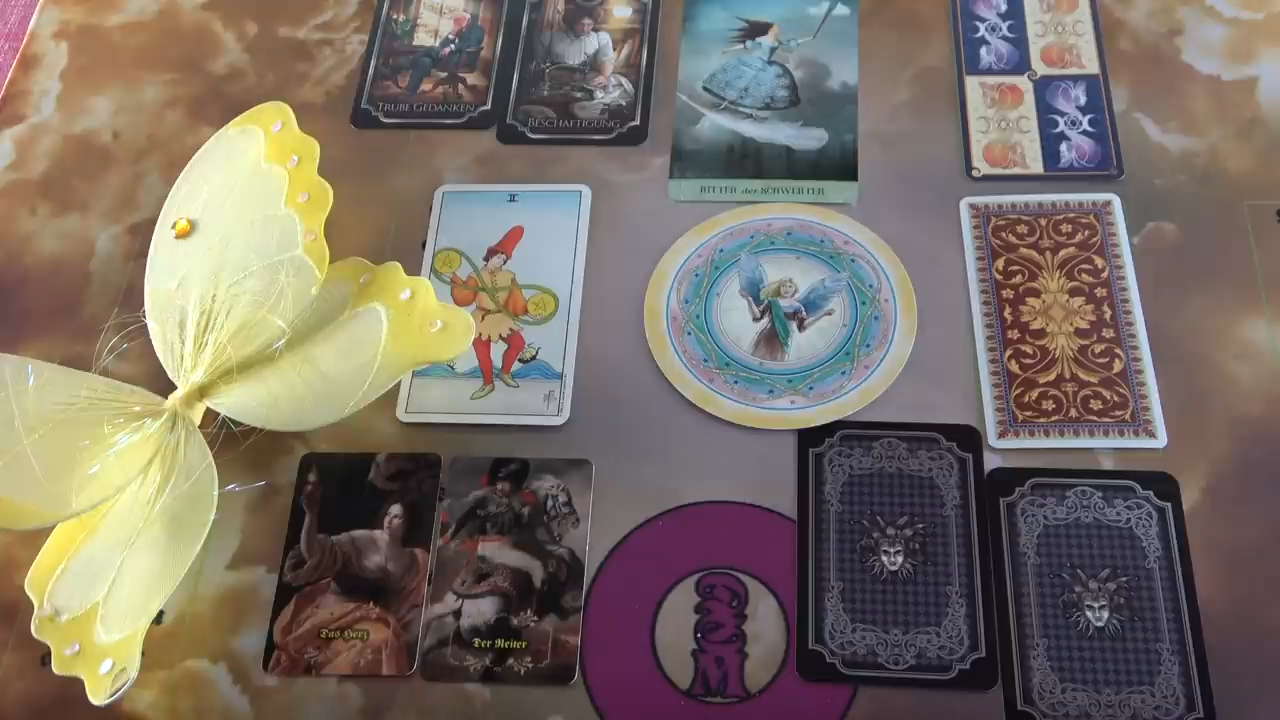 TRÜBE GEDANKEN
BESCHÄFTIGUNG
RITTER der SCHWERTER
II
Das Herz
Der Reiter